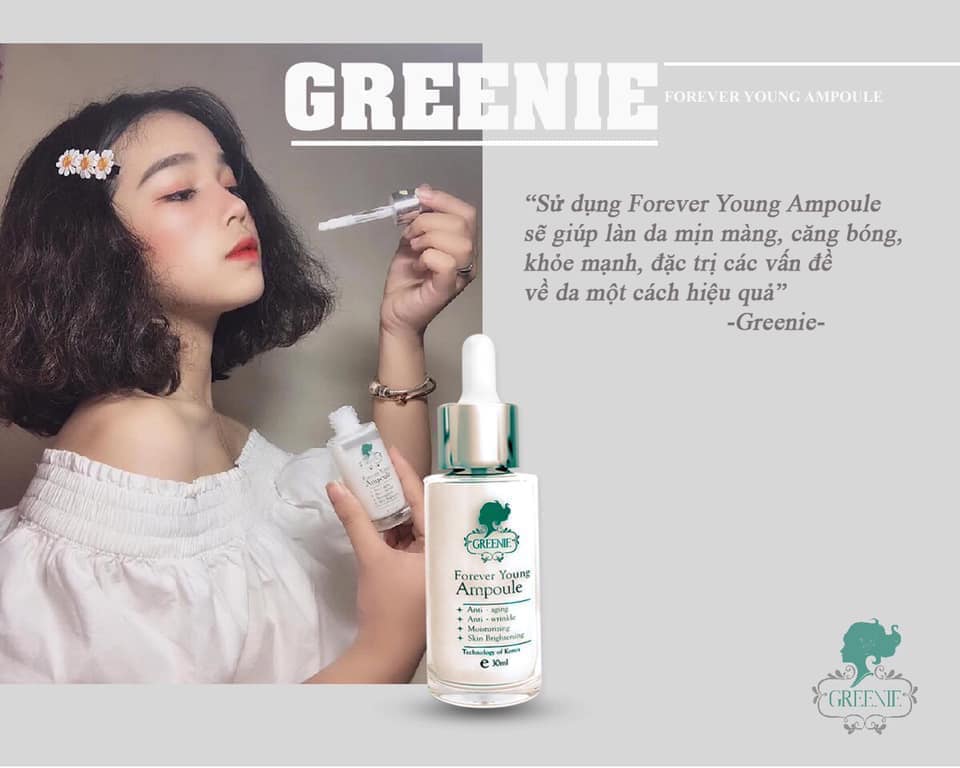 GREENIE
FOREVER YOUNG AMPOULE
“Sử dụng Forever Young Ampoule
sẽ giúp làn da mịn màng, căng bóng,
khỏe mạnh, đặc trị các vấn đề
về da một cách hiệu quả”
-Greenie-
Forever Young
Ampoule
GREENIE
Forever Young
Ampoule
+ Anti - aging
+ Anti - wrinkle
+ Moisturizing
+ Skin Brightening
Technology of Korea
e 30ml
GREENIE